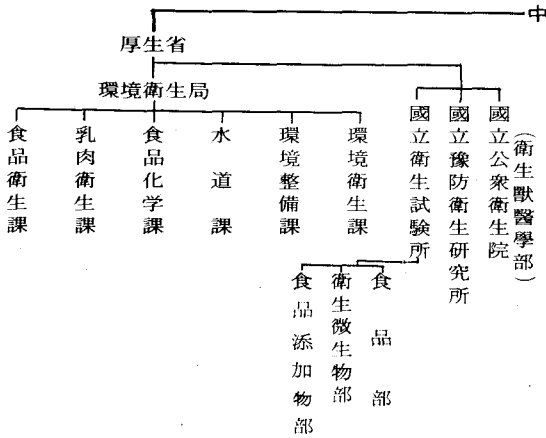 中
厚生省
環境衛生局
食品衛生課
乳肉衛生課
食品化学課
水道課
環境整備課
環境衛生課
國立衛生試験所
國立豫防衛生研究所
國立公衆衛生院
（衛生獸醫學部）
食品添加物部
衛生微生物部
食品部